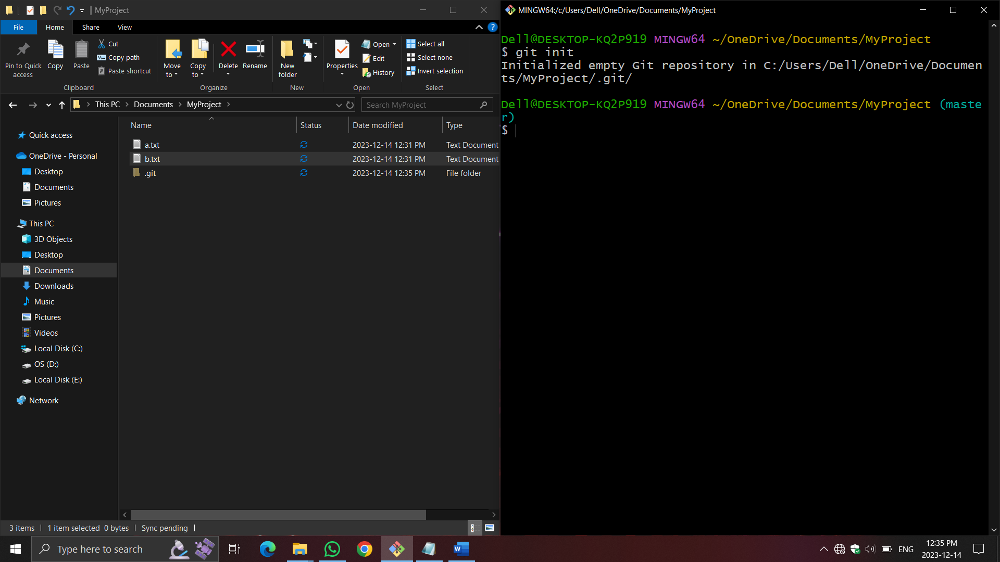 MyProject
File Home Share View
Pin to Quick access
Copy
Paste
Cut
Copy path
Paste shortcut
Clipboard
Move to
Copy to
Delete
Rename
Organize
New folder
New
Properties
Open
Edit
History
Open
Select all
Select none
Invert selection
Select
This PC Documents MyProject
Search MyProject
Quick access
OneDrive - Personal
Desktop
Documents
Pictures
This PC
3D Objects
Desktop
Documents
Downloads
Music
Pictures
Videos
Local Disk (C:)
OS (D:)
Local Disk (E:)
Network
Name Status Date modified Type
a.txt 2023-12-14 12:31 PM Text Document
b.txt 2023-12-14 12:31 PM Text Document
.git 2023-12-14 12:35 PM File folder
3 items 1 item selected 0 bytes Sync pending
MINGW64:/c/Users/Dell/OneDrive/Documents/MyProject
Dell@DESKTOP-KQ2P919 MINGW64 ~/OneDrive/Documents/MyProject
$ git init
Initialized empty Git repository in C:/Users/Dell/OneDrive/Documen
ts/MyProject/.git/
Dell@DESKTOP-KQ2P919 MINGW64 ~/OneDrive/Documents/MyProject (maste
r)
$
Type here to search
ENG
12:35 PM
2023-12-14